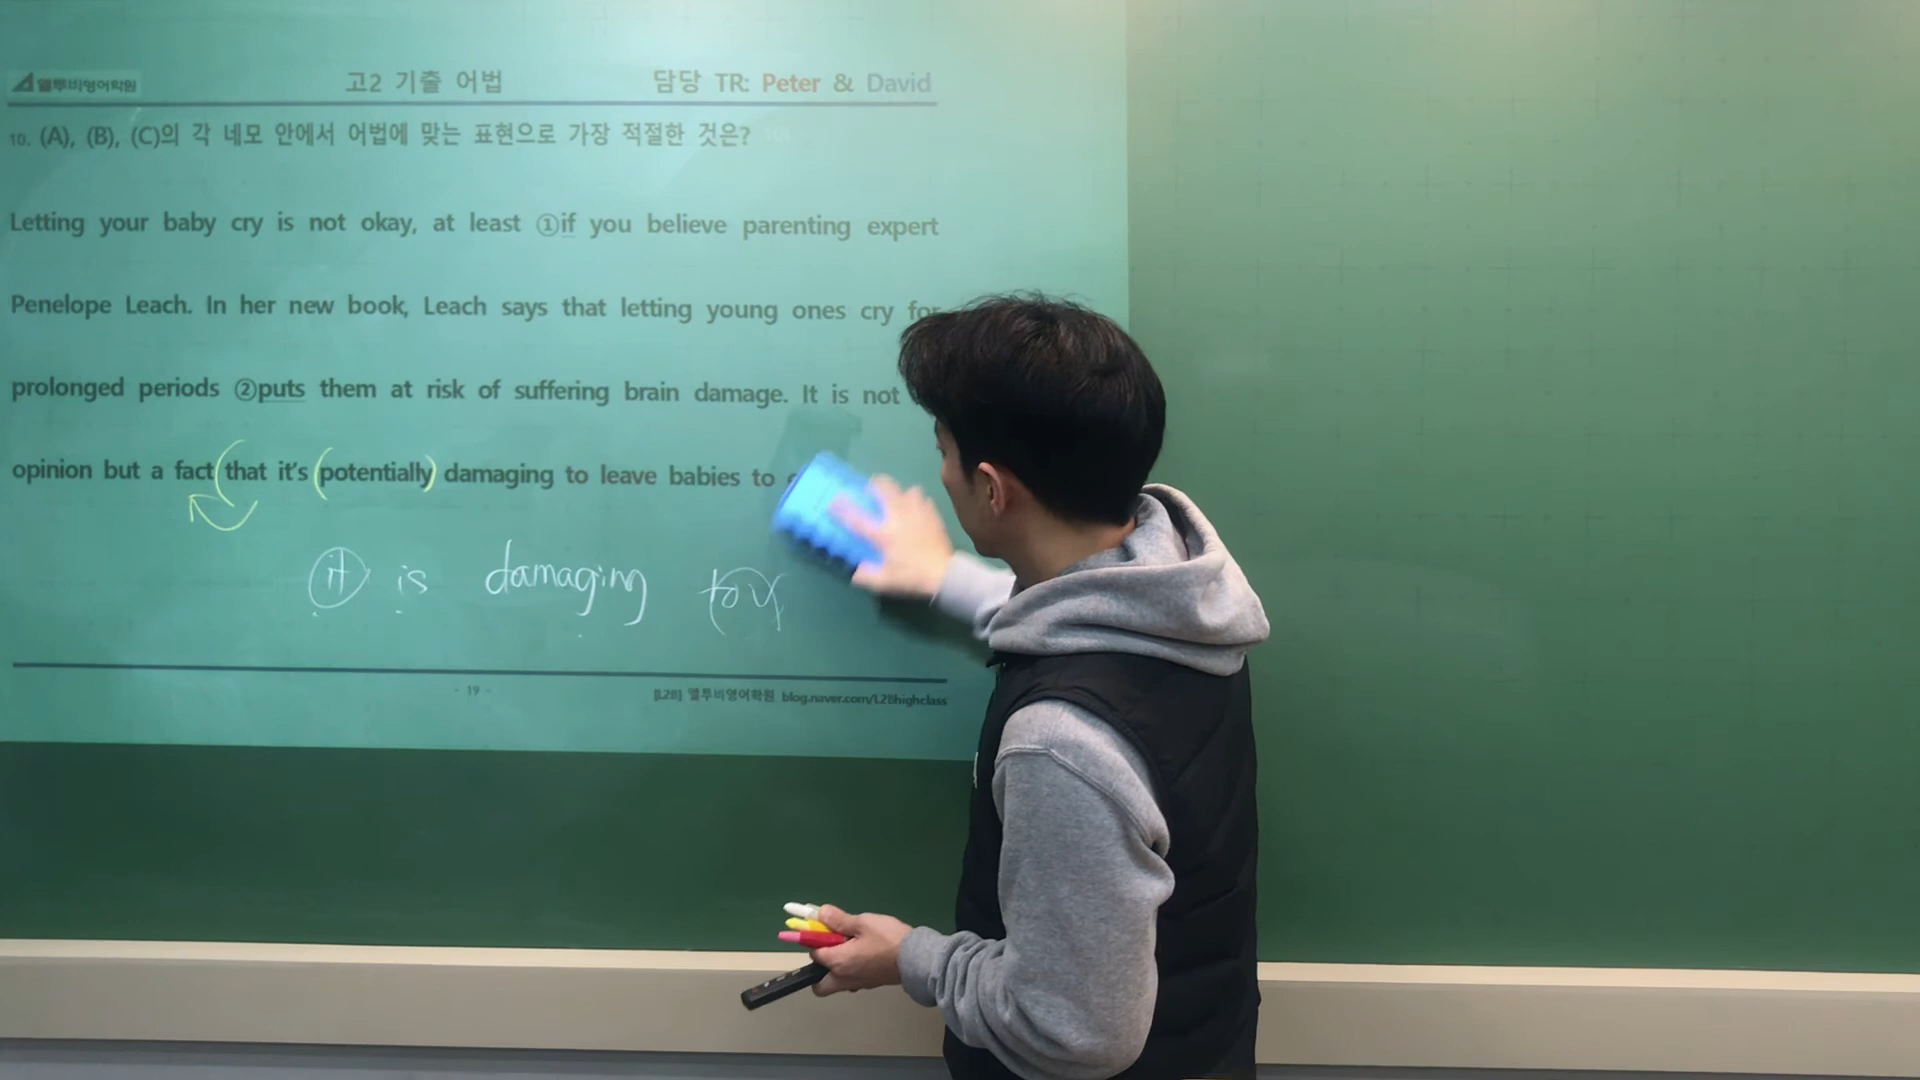 엘투비영어학원 고2 기출 어법 담당 TR: Peter & David
10. (A), (B), (C)의 각 네모 안에서 어법에 맞는 표현으로 가장 적절한 것은?
Letting your baby cry is not okay, at least ①if you believe parenting expert
Penelope Leach. In her new book, Leach says that letting young ones cry for
prolonged periods ②puts them at risk of suffering brain damage. It is not
opinion but a fact that it's (potentially) damaging to leave babies to
it is damaging
- 19 - [L2B] 엘투비영어학원 blog.naver.com/L2Bhighclass